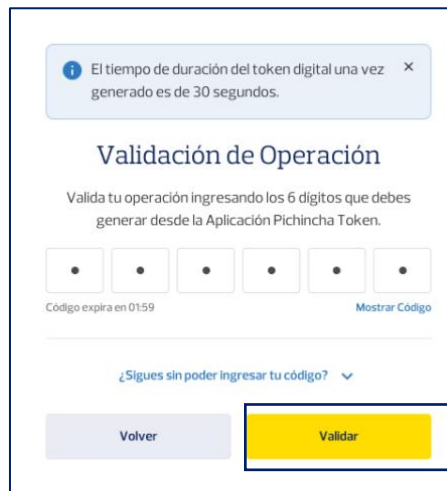 El tiempo de duración del token digital una vez
generado es de 30 segundos.
Validación de Operación
Valida tu operación ingresando los 6 dígitos que debes
generar desde la Aplicación Pichincha Token.
Código expira en 01:59
Mostrar Código
¿Sigues sin poder ingresar tu código?
Volver
Validar